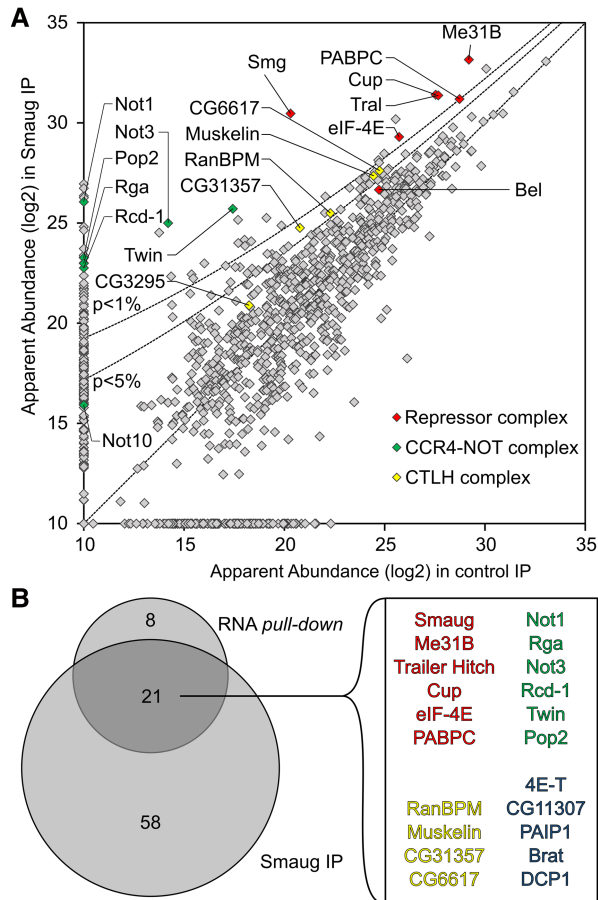 A
Apparent Abundance (log2) in Smaug IP
35
30
25
20
15
10
Me31B
PABPC
Smg
Cup
Tral
CG6617
eIF-4E
Not1
Muskelin
Not3
RanBPM
Pop2
CG31357
Rga
Bel
Rcd-1
Twin
CG3295
p<1%
p<5%
Not10
Repressor complex
CCR4-NOT complex
CTLH complex
10
15
20
25
30
35
Apparent Abundance (log2) in control IP
B
8
RNA pull-down
21
58
Smaug IP
Smaug
Me31B
Trailer Hitch
Cup
eIF-4E
PABPC
Not1
Rga
Not3
Rcd-1
Twin
Pop2
RanBPM
Muskelin
CG31357
CG6617
4E-T
CG11307
PAIP1
Brat
DCP1